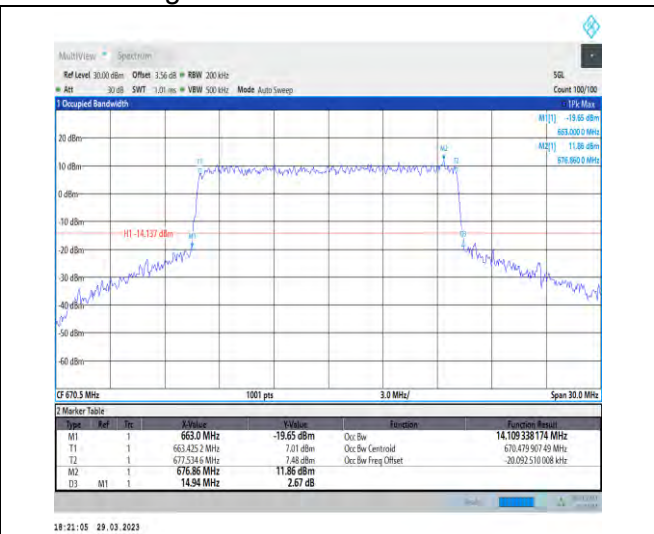 MultiView Spectrum
Ref Level 30.00 dBm Offset 3.56 dB RBW 200 kHz SGL
Att 30 dB SWT 1.01 ms VBW 500 kHz Mode Auto Sweep Count 100/100
1 Occupied Bandwidth 1Pk Max
M1[1] -19.65 dBm
663.000 0 MHz
M2[1] 11.86 dBm
676.860 0 MHz
20 dBm
M2
T1 T2
10 dBm
0 dBm
-10 dBm
H1 -14.137 dBm M1 D3
-20 dBm
-30 dBm
-40 dBm
-50 dBm
-60 dBm
CF 670.5 MHz 1001 pts 3.0 MHz/ Span 30.0 MHz
2 Marker Table
Type Ref Trc X-Value Y-Value Function Function Result
M1 1 663.0 MHz -19.65 dBm Occ Bw 14.109 338 174 MHz
T1 1 663.425 2 MHz 7.01 dBm Occ Bw Centroid 670.479 907 49 MHz
T2 1 677.534 6 MHz 7.48 dBm Occ Bw Freq Offset -20.092 510 008 kHz
M2 1 676.86 MHz 11.86 dBm
D3 M1 1 14.94 MHz 2.67 dB
18:21:05 29.03.2023